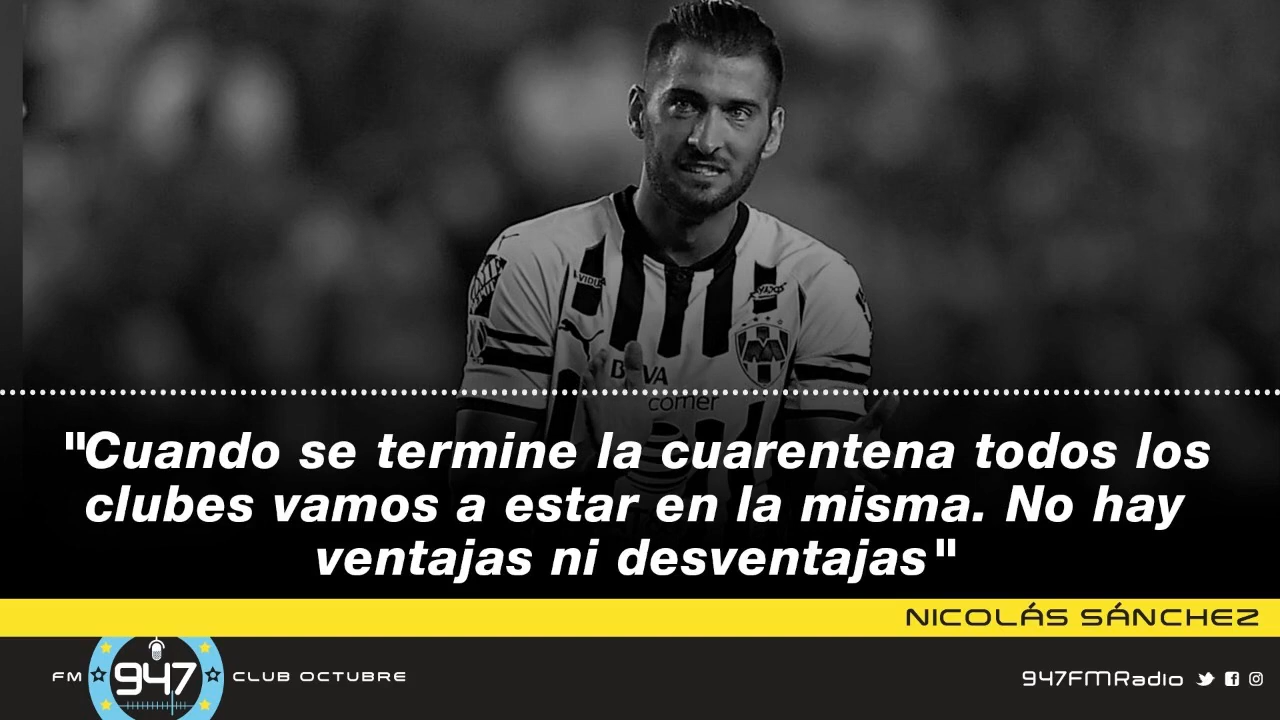 BBVA
comer
"Cuando se termine la cuarentena todos los
clubes vamos a estar en la misma. No hay
ventajas ni desventajas"
NICOLÁS SÁNCHEZ
FM 947 CLUB OCTUBRE
947FMRadio